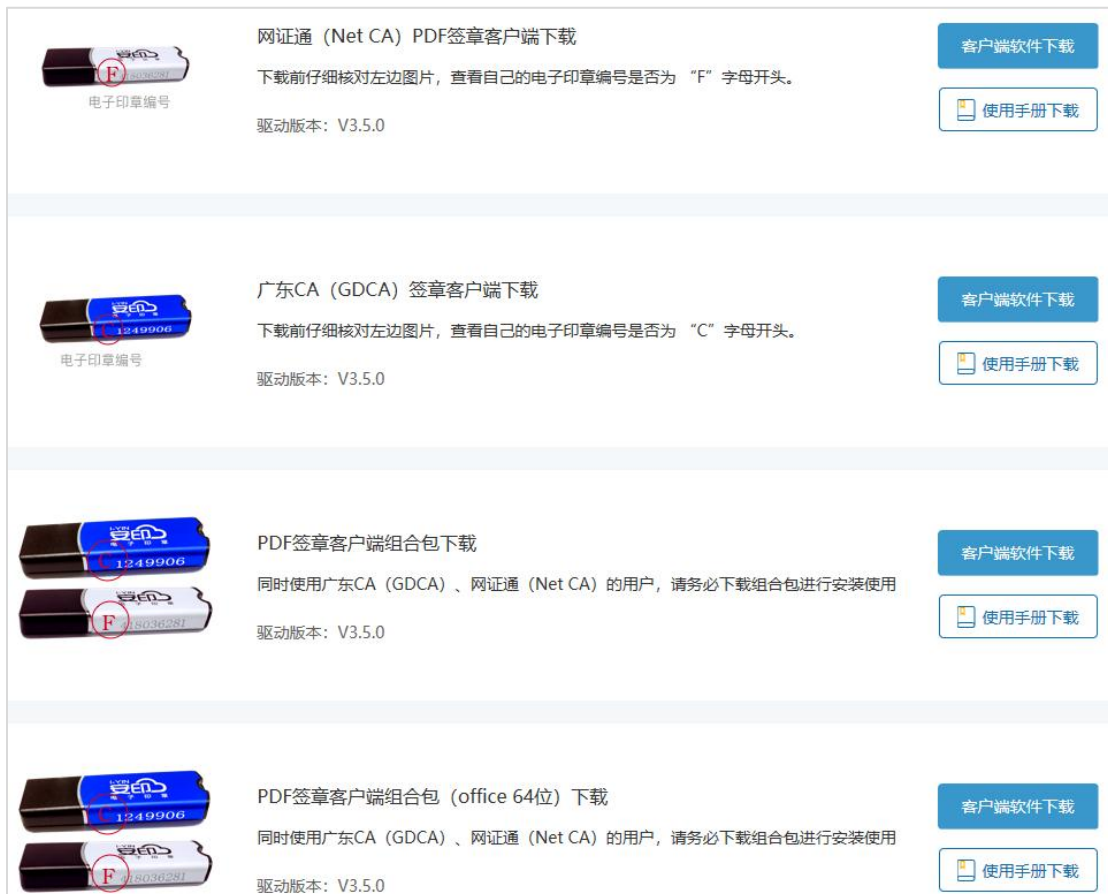 网证通（Net CA）PDF签章客户端下载
下载前仔细核对左边图片，查看自己的电子印章编号是否为 “F”字母开头。
驱动版本：V3.5.0
F 418036281
电子印章编号
客户端软件下载
使用手册下载
广东CA（GDCA）签章客户端下载
下载前仔细核对左边图片，查看自己的电子印章编号是否为 “C”字母开头。
驱动版本：V3.5.0
C 1249906
电子印章编号
客户端软件下载
使用手册下载
PDF签章客户端组合包下载
同时使用广东CA（GDCA）、网证通（Net CA）的用户，请务必下载组合包进行安装使用
驱动版本：V3.5.0
I-YIN
电子印章
C 1249906
F 418036281
客户端软件下载
使用手册下载
PDF签章客户端组合包（office 64位）下载
同时使用广东CA（GDCA）、网证通（Net CA）的用户，请务必下载组合包进行安装使用
驱动版本：V3.5.0
I-YIN
电子印章
C 1249906
F 418036281
客户端软件下载
使用手册下载